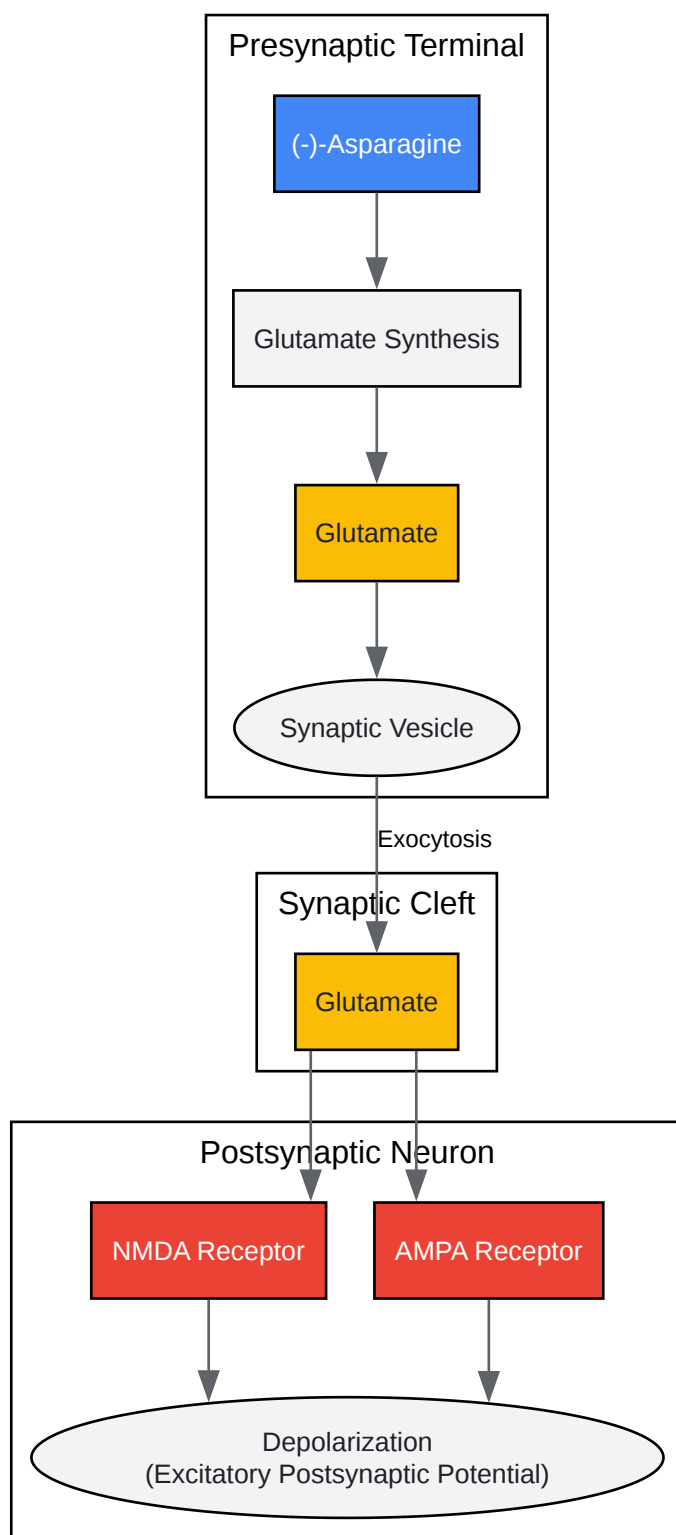 Presynaptic Terminal
(-)-Asparagine
Glutamate Synthesis
Glutamate
Synaptic Vesicle
Exocytosis
Synaptic Cleft
Glutamate
Postsynaptic Neuron
NMDA Receptor
AMPA Receptor
Depolarization
(Excitatory Postsynaptic Potential)